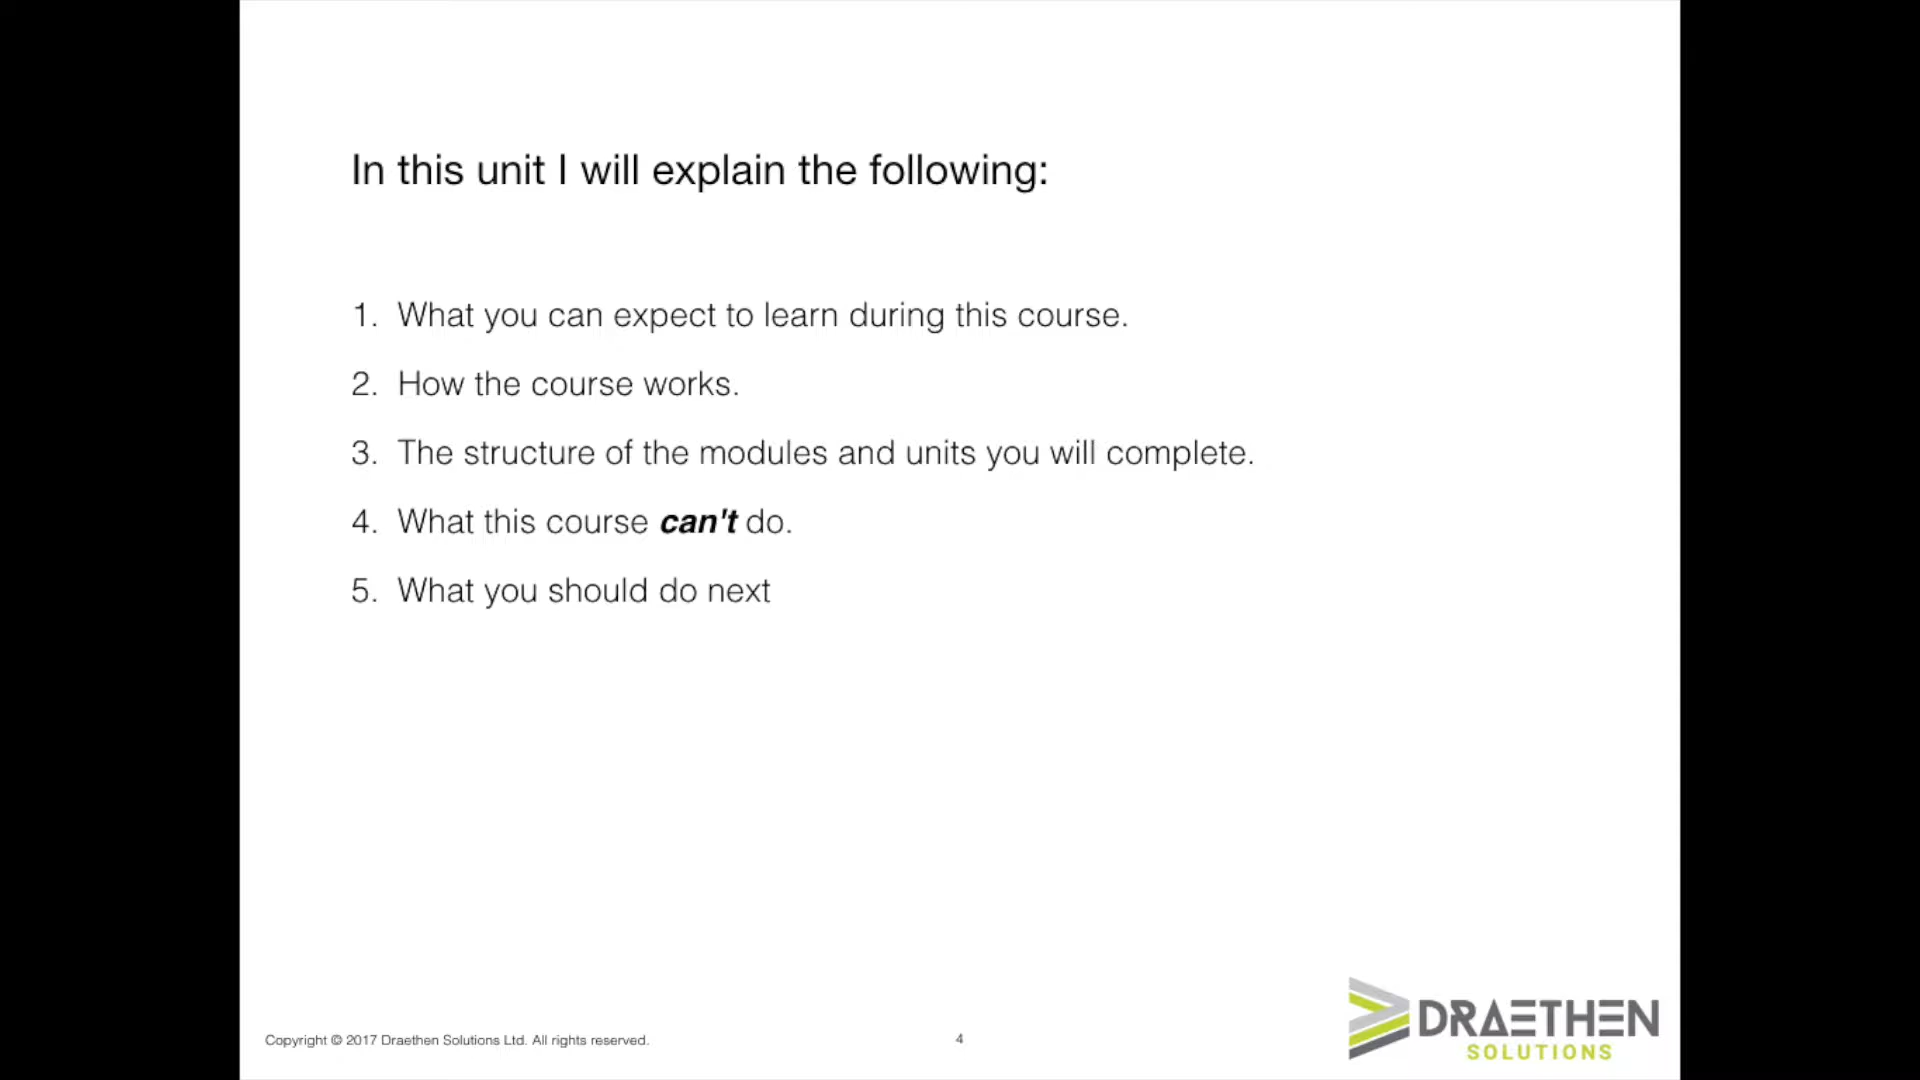 In this unit I will explain the following:
1. What you can expect to learn during this course.
2. How the course works.
3. The structure of the modules and units you will complete.
4. What this course can't do.
5. What you should do next
Copyright © 2017 Draethen Solutions Ltd. All rights reserved.
4
DRAETHEN
SOLUTIONS